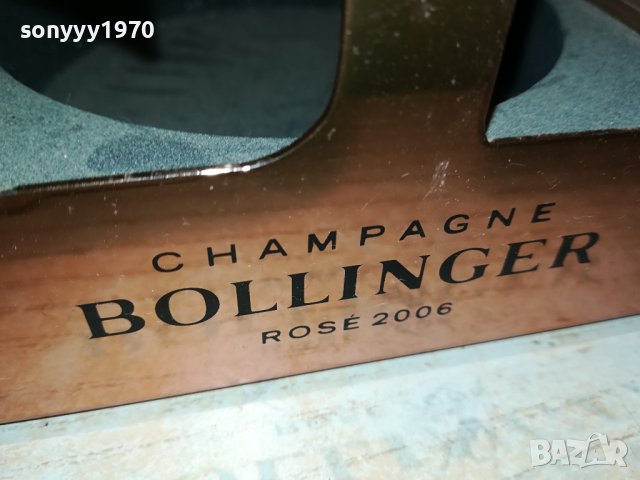 sonyyy1970
CHAMPAGNE
BOLLINGER
ROSÉ 2006
BAZAR